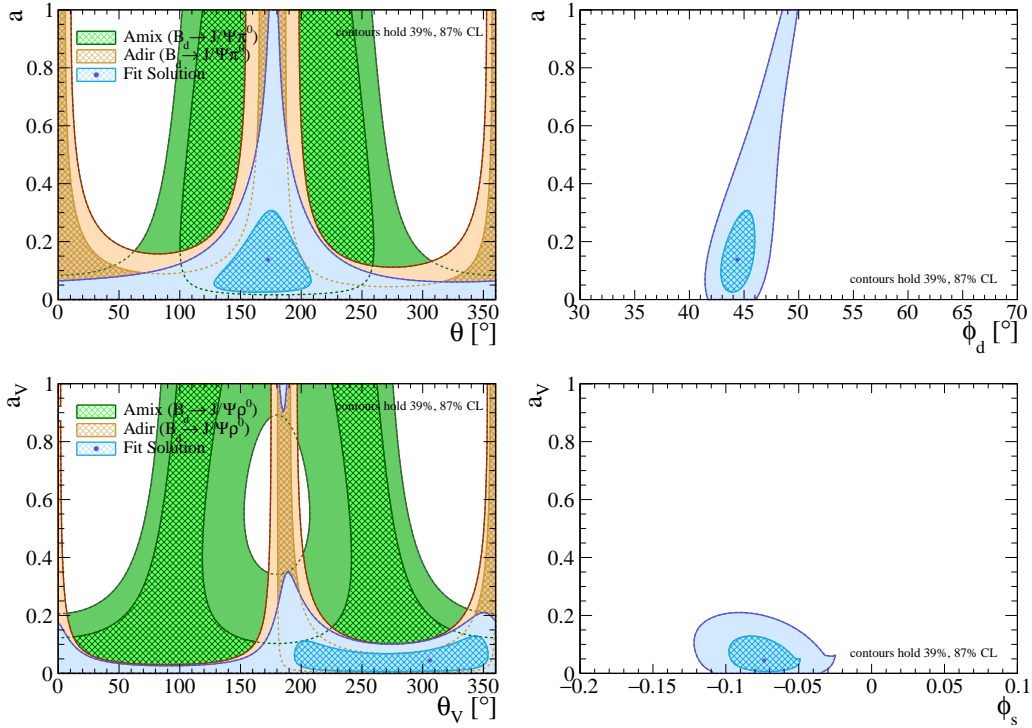 a
1
0.8
0.6
0.4
0.2
0
Amix (B_d → J/Ψπ^0)
Adir (B_d → J/Ψπ^0)
Fit Solution
contours hold 39%, 87% CL
0 50 100 150 200 250 300 350
θ [°]
a
1
0.8
0.6
0.4
0.2
0
contours hold 39%, 87% CL
30 35 40 45 50 55 60 65 70
ϕ_d [°]
a_V
1
0.8
0.6
0.4
0.2
0
Amix (B_d → J/Ψρ^0)
Adir (B_d → J/Ψρ^0)
Fit Solution
contours hold 39%, 87% CL
0 50 100 150 200 250 300 350
θ_V [°]
a_V
1
0.8
0.6
0.4
0.2
0
contours hold 39%, 87% CL
−0.2 −0.15 −0.1 −0.05 0 0.05 0.1
ϕ_s